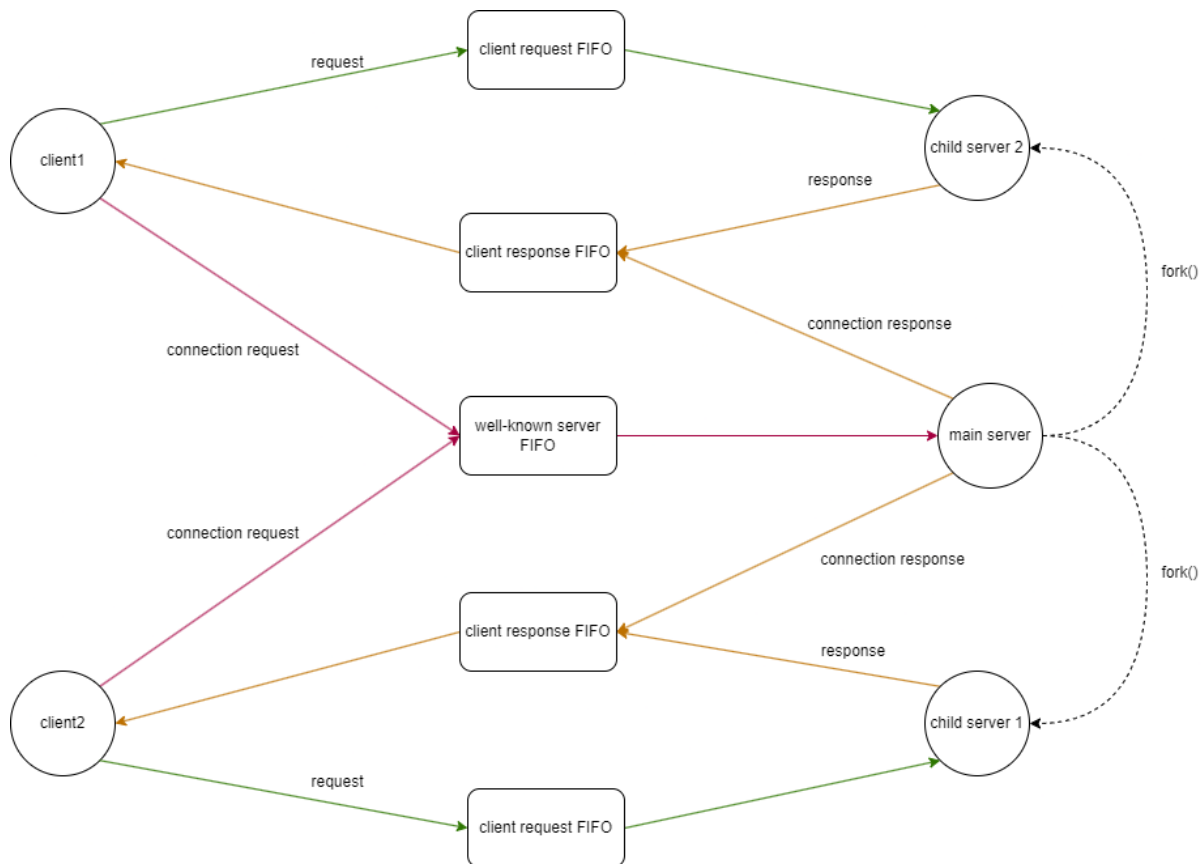 client request FIFO
request
child server 2
client1
response
client response FIFO
fork()
connection response
connection request
well-known server
FIFO
main server
connection request
connection response
fork()
client response FIFO
response
client2
child server 1
request
client request FIFO